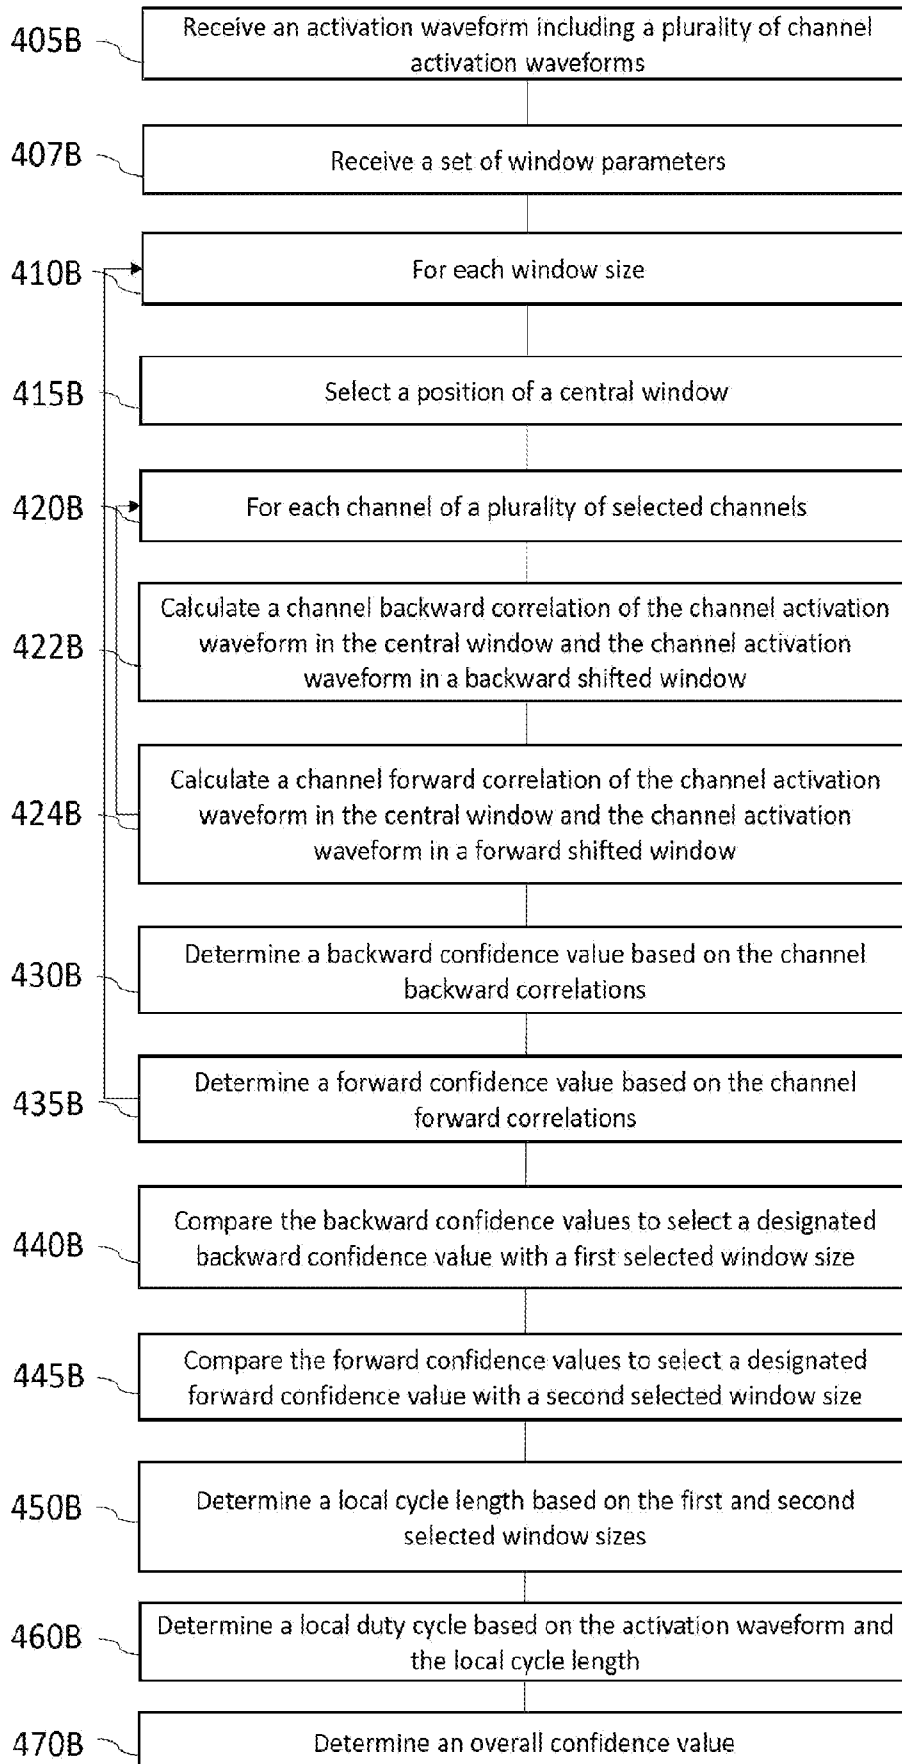 405B
Receive an activation waveform including a plurality of channel
activation waveforms
407B
Receive a set of window parameters
410B
For each window size
415B
Select a position of a central window
420B
For each channel of a plurality of selected channels
422B
Calculate a channel backward correlation of the channel activation
waveform in the central window and the channel activation
waveform in a backward shifted window
424B
Calculate a channel forward correlation of the channel activation
waveform in the central window and the channel activation
waveform in a forward shifted window
430B
Determine a backward confidence value based on the channel
backward correlations
435B
Determine a forward confidence value based on the channel
forward correlations
440B
Compare the backward confidence values to select a designated
backward confidence value with a first selected window size
445B
Compare the forward confidence values to select a designated
forward confidence value with a second selected window size
450B
Determine a local cycle length based on the first and second
selected window sizes
460B
Determine a local duty cycle based on the activation waveform and
the local cycle length
470B
Determine an overall confidence value